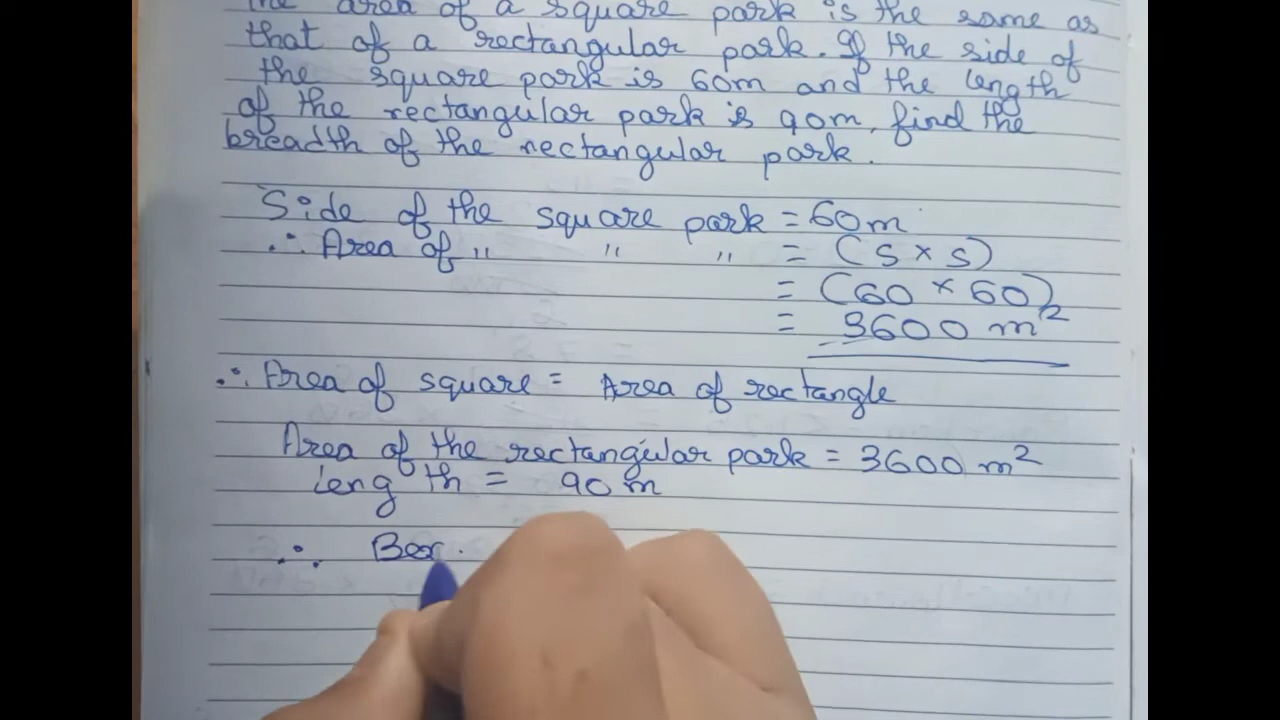 The area of a square park is the same as
that of a rectangular park. If the side of
the square park is 60m and the length
of the rectangular park is 90m, find the
breadth of the rectangular park.
Side of the square park = 60m
∴ Area of " " " = (S × S)
= (60 × 60)
= 3600 m²
∴ Area of square = Area of rectangle
Area of the rectangular park = 3600 m²
length = 90 m
∴